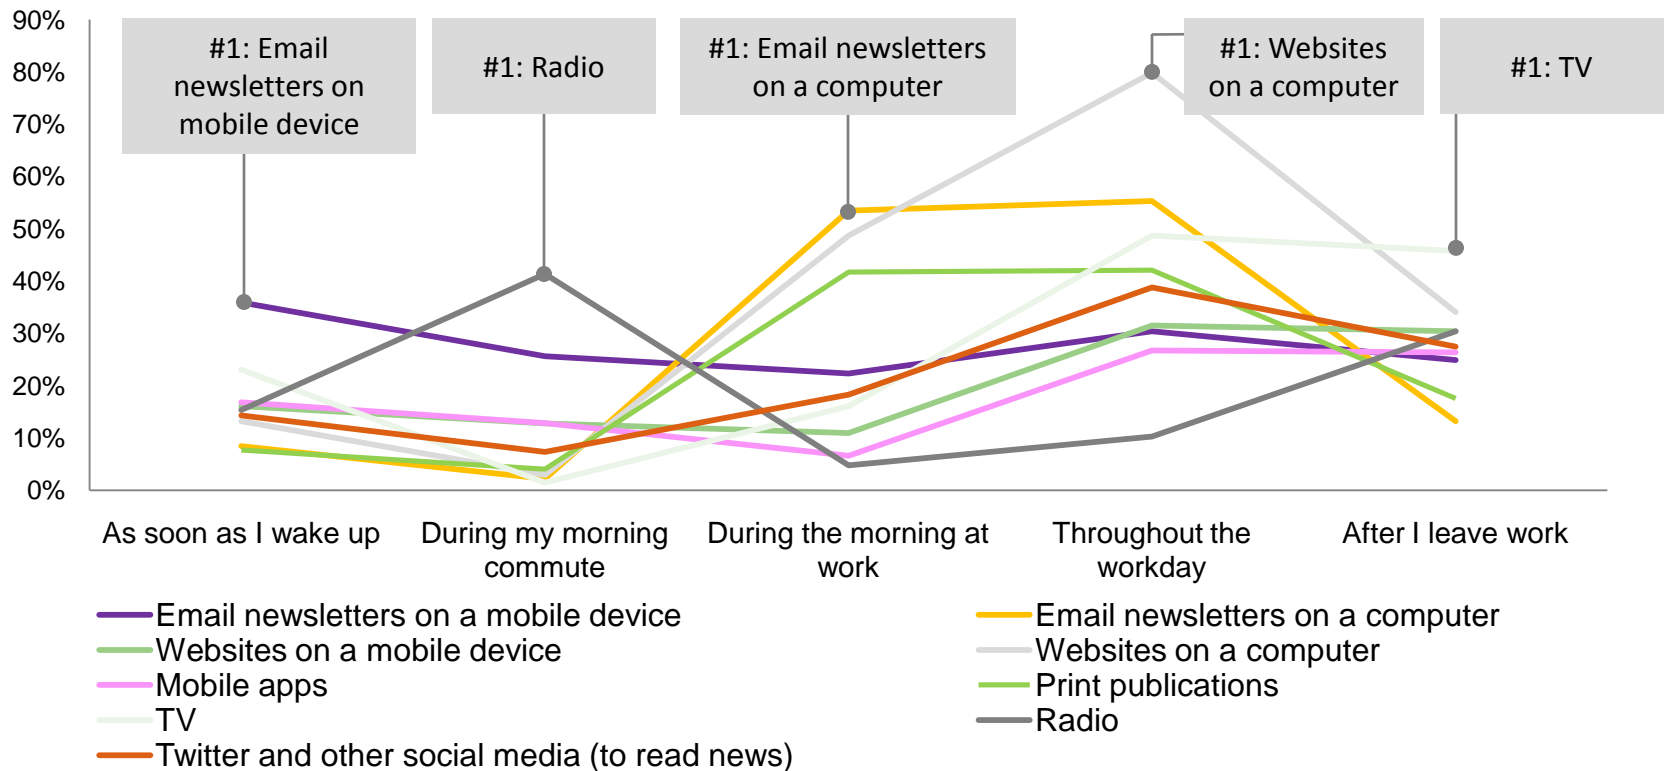 90%
80%
70%
60%
50%
40%
30%
20%
10%
0%
#1: Email
newsletters on
mobile device
#1: Radio
#1: Email newsletters
on a computer
#1: Websites
on a computer
#1: TV
As soon as I wake up
During my morning
commute
During the morning at
work
Throughout the
workday
After I leave work
Email newsletters on a mobile device
Email newsletters on a computer
Websites on a mobile device
Websites on a computer
Mobile apps
Print publications
TV
Radio
Twitter and other social media (to read news)